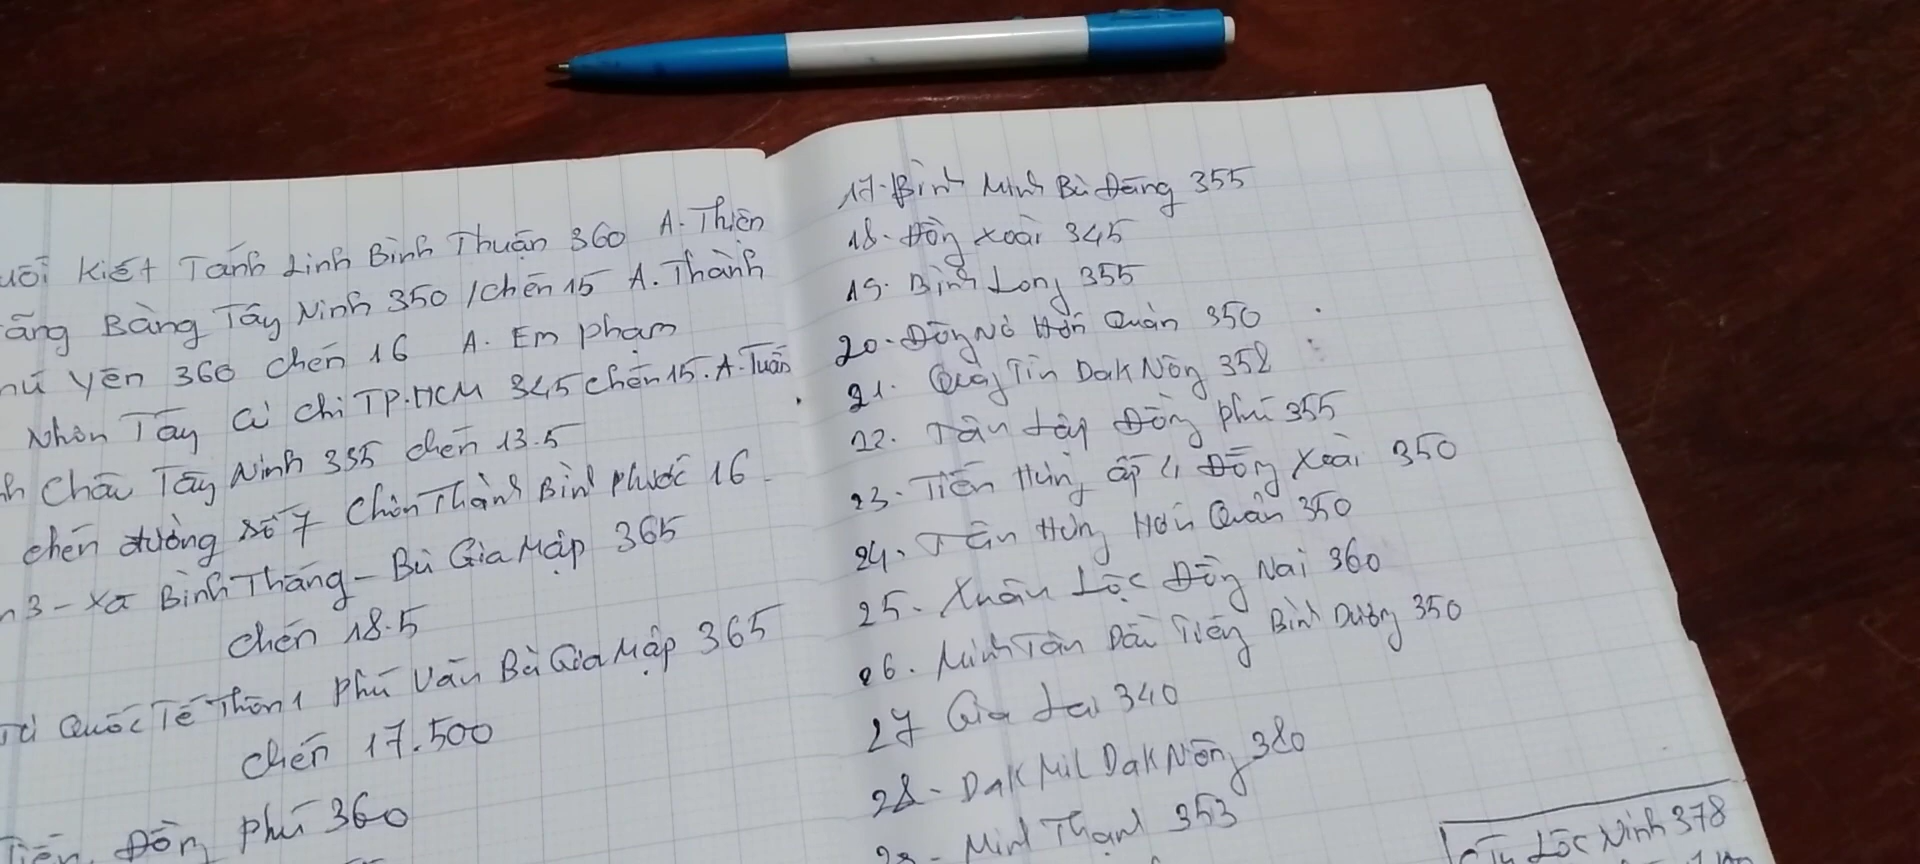 Kiết Tánh Linh Bình Thuận 360 A. Thiên
Bàng Tây Ninh 350 / chén 15 A. Thành
Yên 360 chén 16 A. Em phạm
Nhôn Tây Củ chi TP.HCM 345 chén 15. A. Tuấn
Châu Tây Ninh 355 chén 13.5
chén đường số 7 Chơn Thành Bình phước 16
3 - xã Bình Thắng - Bù Gia Mập 365
chén 18.5
Quốc Tế Thôn 1 phú Văn Bù Gia Mập 365
chén 17.500
Đồng phú 360
17. Bình Minh Bù Đăng 355
18. Đồng xoài 345
19. Bình Long 355
20. Đồng Nơ Hớn Quản 350
21. Quảng Tín Dak Nông 358
22. Tân Lập Đồng phú 355
23. Tiến Hưng ấp 4 Đồng Xoài 350
24. Tân Hưng Hớn Quản 350
25. Xuân Lộc Đồng Nai 360
26. Minh Tân Dầu Tiếng Bình Dương 350
27 Gia Lai 340
28 - Dak Mil Dak Nông 380
Minh Thạnh 353
Lộc Ninh 378